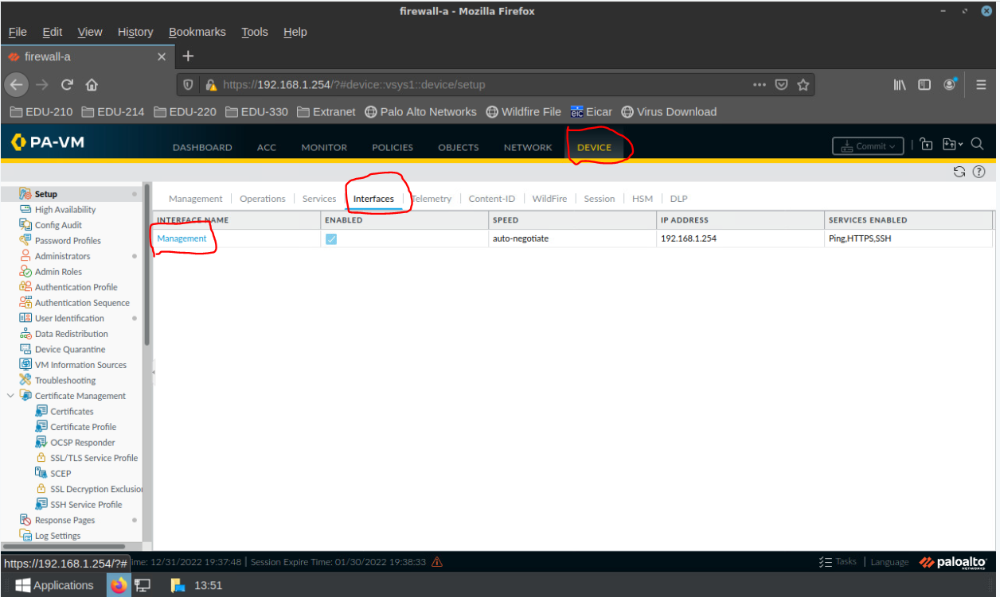 firewall-a - Mozilla Firefox
File Edit View History Bookmarks Tools Help
firewall-a
https://192.168.1.254/?#device::vsys1::device/setup
EDU-210 EDU-214 EDU-220 EDU-330 Extranet Palo Alto Networks Wildfire File Eicar Virus Download
PA-VM DASHBOARD ACC MONITOR POLICIES OBJECTS NETWORK DEVICE Commit
Setup
High Availability
Config Audit
Password Profiles
Administrators
Admin Roles
Authentication Profile
Authentication Sequence
User Identification
Data Redistribution
Device Quarantine
VM Information Sources
Troubleshooting
Certificate Management
Certificates
Certificate Profile
OCSP Responder
SSL/TLS Service Profile
SCEP
SSL Decryption Exclusio
SSH Service Profile
Response Pages
Log Settings
Management Operations Services Interfaces Telemetry Content-ID WildFire Session HSM DLP
INTERFACE NAME ENABLED SPEED IP ADDRESS SERVICES ENABLED
Management auto-negotiate 192.168.1.254 Ping,HTTPS,SSH
https://192.168.1.254/?# ime: 12/31/2022 19:37:48 | Session Expire Time: 01/30/2022 19:38:33 Tasks | Language paloalto NETWORKS
Applications 13:51